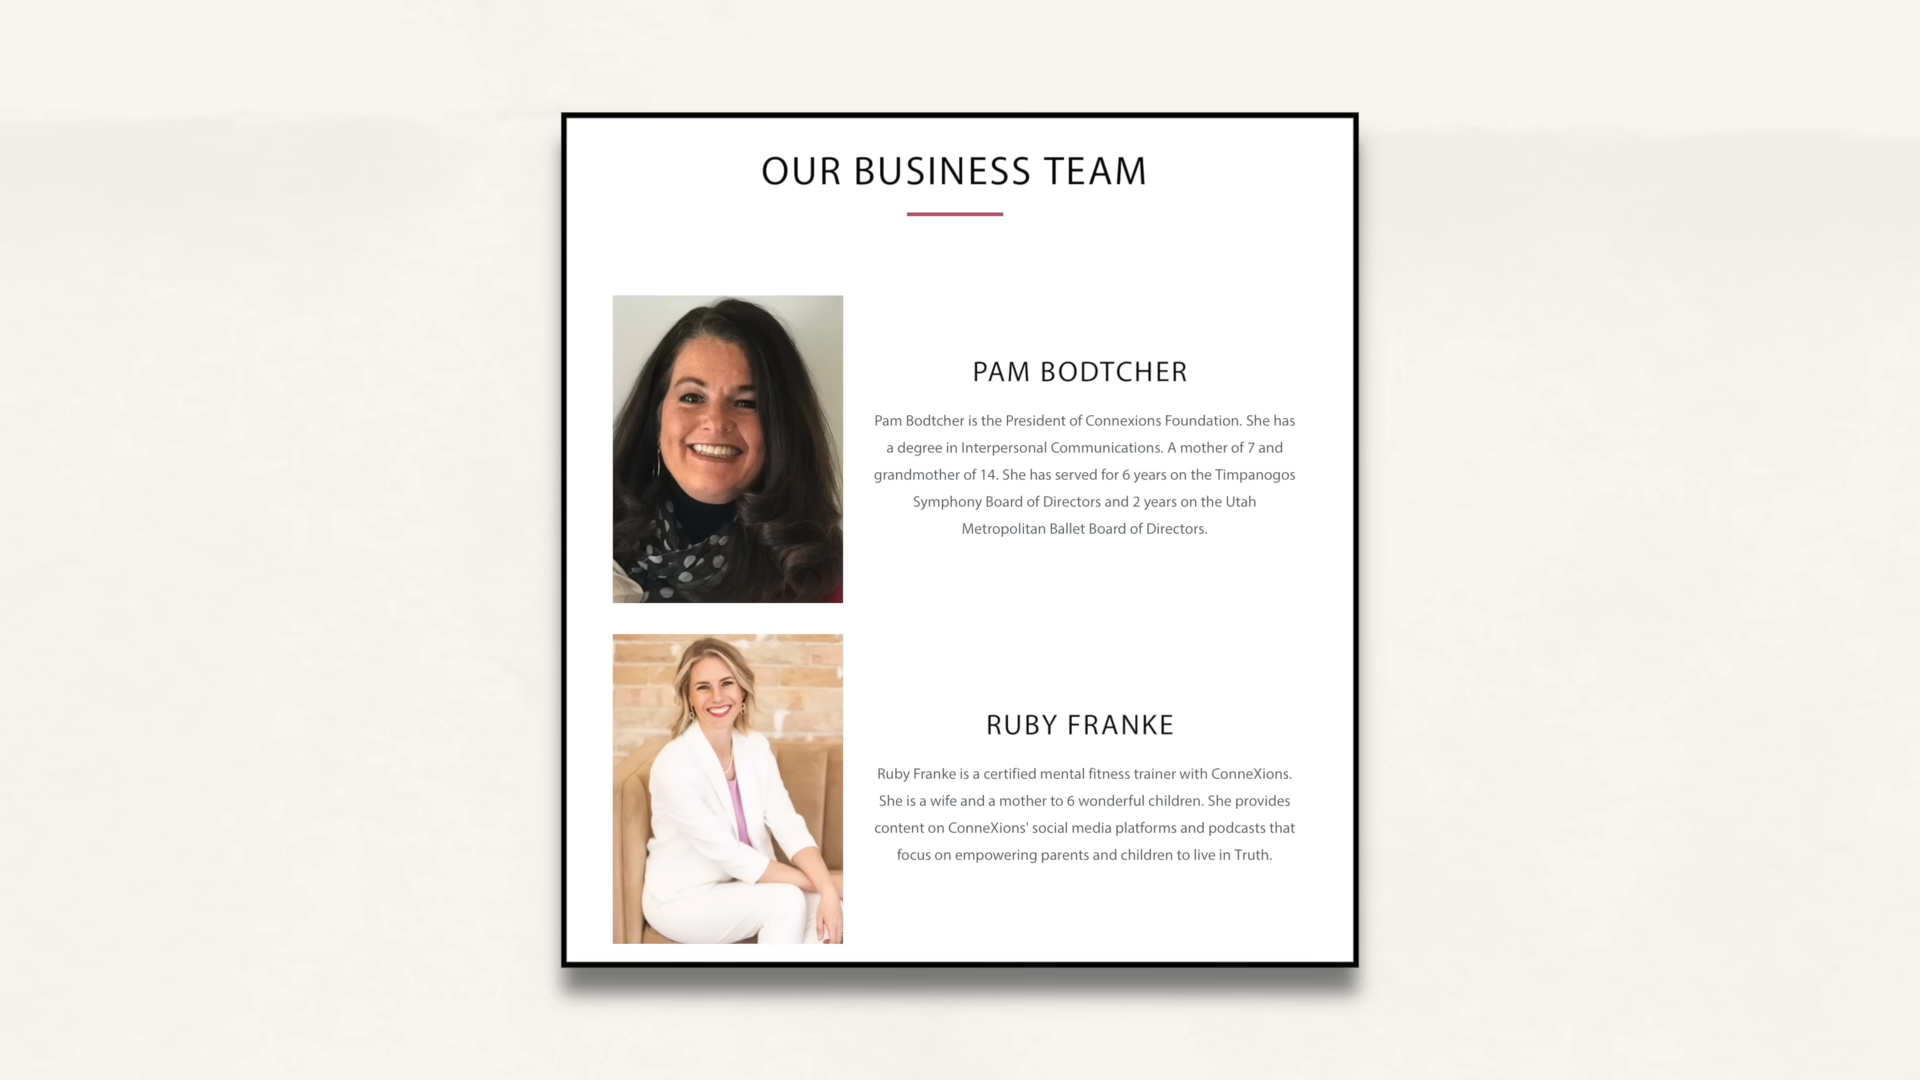 OUR BUSINESS TEAM
PAM BODTCHER
Pam Bodtcher is the President of Connexions Foundation. She has
a degree in Interpersonal Communications. A mother of 7 and
grandmother of 14. She has served for 6 years on the Timpanogos
Symphony Board of Directors and 2 years on the Utah
Metropolitan Ballet Board of Directors.
RUBY FRANKE
Ruby Franke is a certified mental fitness trainer with ConneXions.
She is a wife and a mother to 6 wonderful children. She provides
content on ConneXions' social media platforms and podcasts that
focus on empowering parents and children to live in Truth.